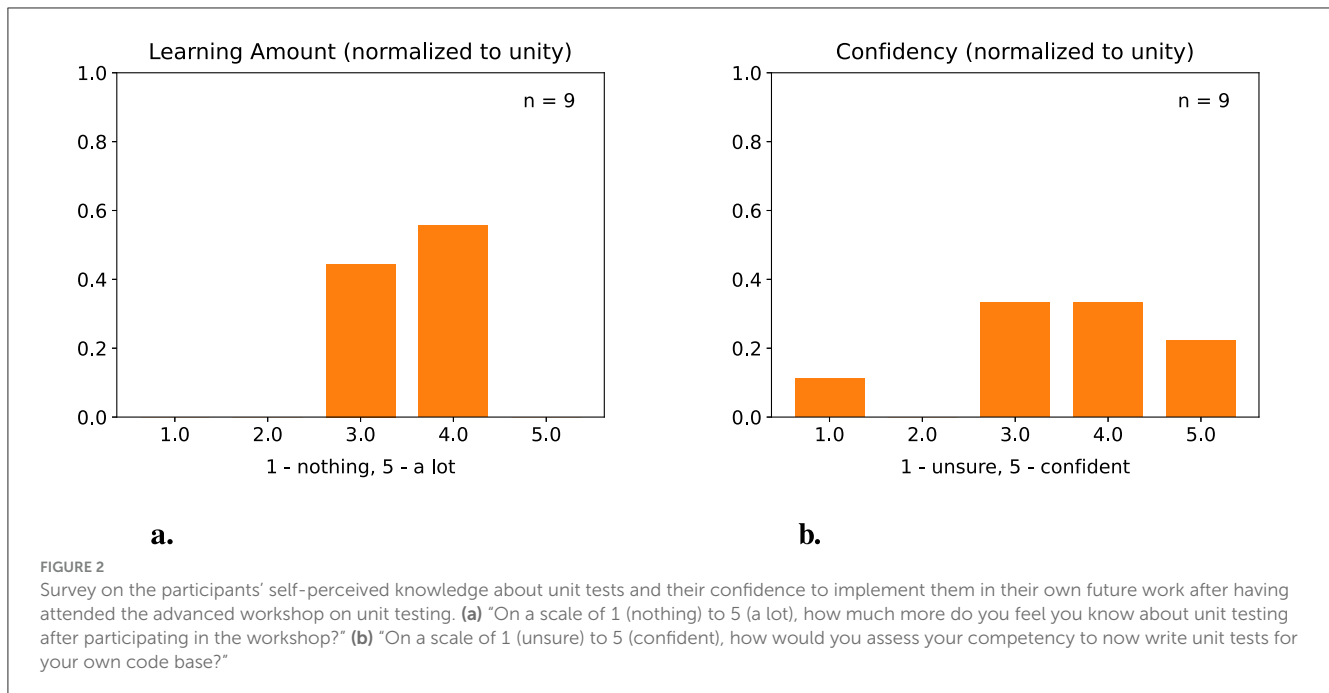 Learning Amount (normalized to unity)
n = 9
1.0
0.8
0.6
0.4
0.2
0.0
1.0 2.0 3.0 4.0 5.0
1 - nothing, 5 - a lot
a.
Confidency (normalized to unity)
n = 9
1.0
0.8
0.6
0.4
0.2
0.0
1.0 2.0 3.0 4.0 5.0
1 - unsure, 5 - confident
b.
FIGURE 2
Survey on the participants’ self-perceived knowledge about unit tests and their confidence to implement them in their own future work after having
attended the advanced workshop on unit testing. (a) “On a scale of 1 (nothing) to 5 (a lot), how much more do you feel you know about unit testing
after participating in the workshop?” (b) “On a scale of 1 (unsure) to 5 (confident), how would you assess your competency to now write unit tests for
your own code base?”